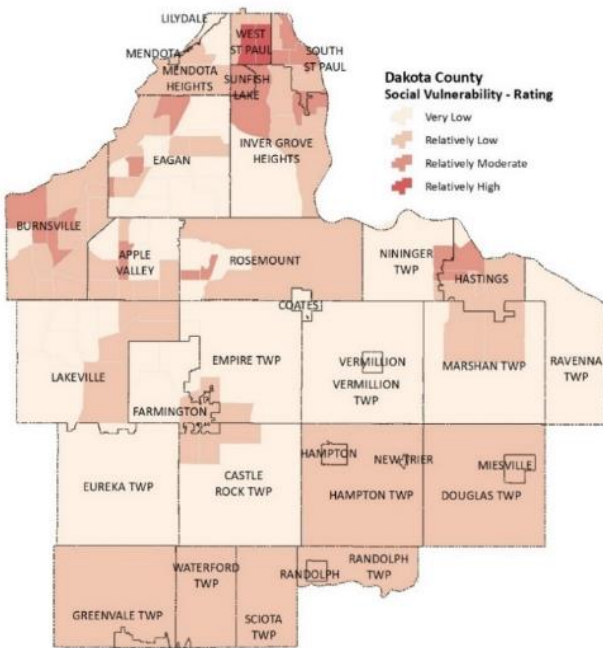 LILYDALE
WEST
ST PAUL
SOUTH
ST PAUL
MENDOTA
MENDOTA
HEIGHTS
SUNFISH
LAKE
Dakota County
Social Vulnerability - Rating
Very Low
Relatively Low
Relatively Moderate
Relatively High
EAGAN
INVER GROVE
HEIGHTS
BURNSVILLE
APPLE
VALLEY
ROSEMOUNT
NININGER
TWP
HASTINGS
COATES
LAKEVILLE
EMPIRE TWP
VERMILLION
VERMILLION
TWP
MARSHAN TWP
RAVENNA
TWP
FARMINGTON
EUREKA TWP
CASTLE
ROCK TWP
HAMPTON
NEW TRIER
HAMPTON TWP
MIESVILLE
DOUGLAS TWP
GREENVALE TWP
WATERFORD
TWP
SCIOTA
TWP
RANDOLPH
RANDOLPH
TWP